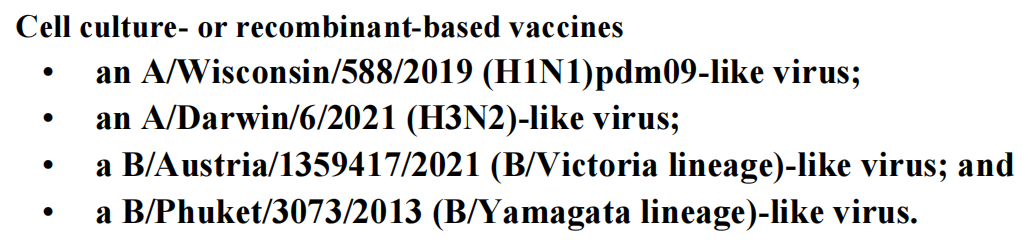 Cell culture- or recombinant-based vaccines
• an A/Wisconsin/588/2019 (H1N1)pdm09-like virus;
• an A/Darwin/6/2021 (H3N2)-like virus;
• a B/Austria/1359417/2021 (B/Victoria lineage)-like virus; and
• a B/Phuket/3073/2013 (B/Yamagata lineage)-like virus.